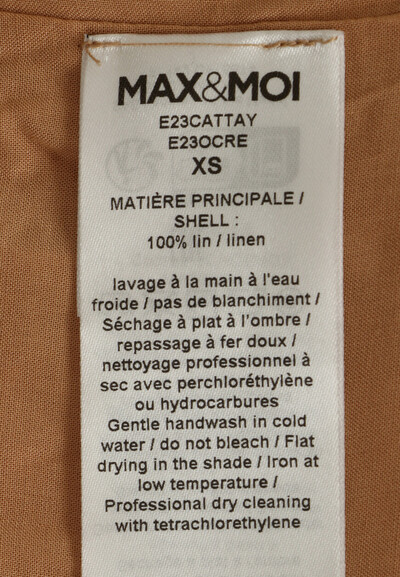 MAX&MOI
E23CATTAY
E23OCRE
XS
MATIÈRE PRINCIPALE /
SHELL :
100% lin / linen
lavage à la main à l'eau
froide / pas de blanchiment /
Séchage à plat à l'ombre /
repassage à fer doux /
nettoyage professionnel à
sec avec perchloréthylène
ou hydrocarbures
Gentle handwash in cold
water / do not bleach / Flat
drying in the shade / Iron at
low temperature /
Professional dry cleaning
with tetrachlorethylene